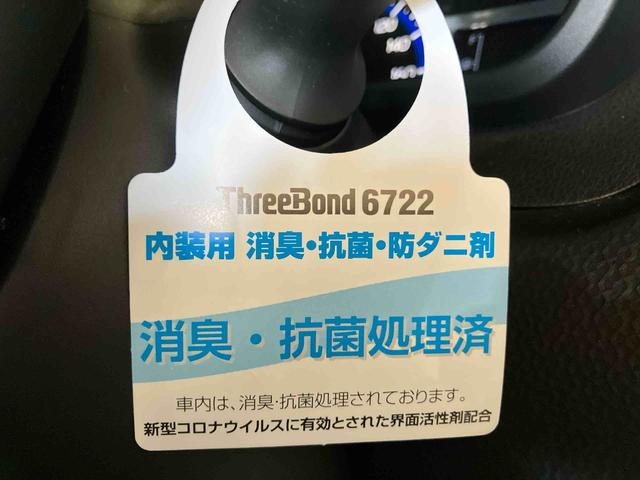 ThreeBond 6722
内装用 消臭・抗菌・防ダニ剤
消臭・抗菌処理済
車内は、消臭・抗菌処理されております。
新型コロナウイルスに有効とされた界面活性剤配合